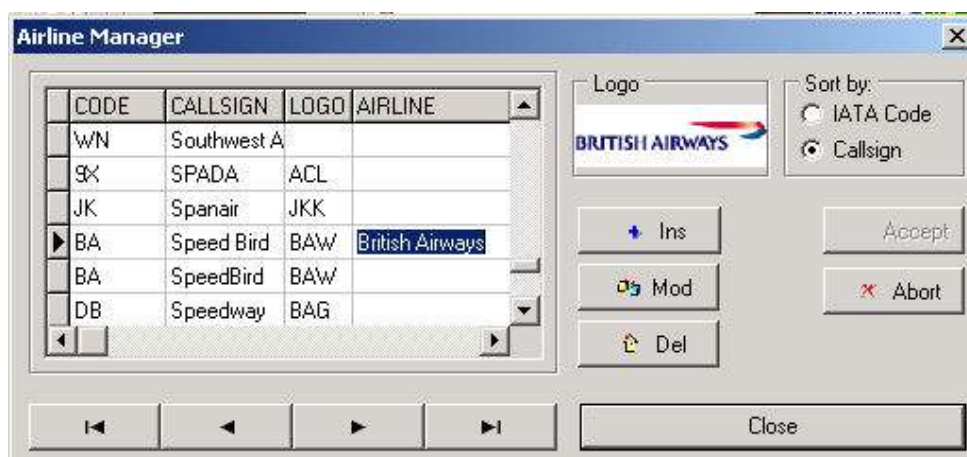 Airline Manager
CODE CALLSIGN LOGO AIRLINE
WN Southwest A
9X SPADA ACL
JK Spanair JKK
BA Speed Bird BAW British Airways
BA SpeedBird BAW
DB Speedway BAG
Logo
BRITISH AIRWAYS
Sort by:
IATA Code
Callsign
Ins
Mod
Del
Accept
Abort
Close